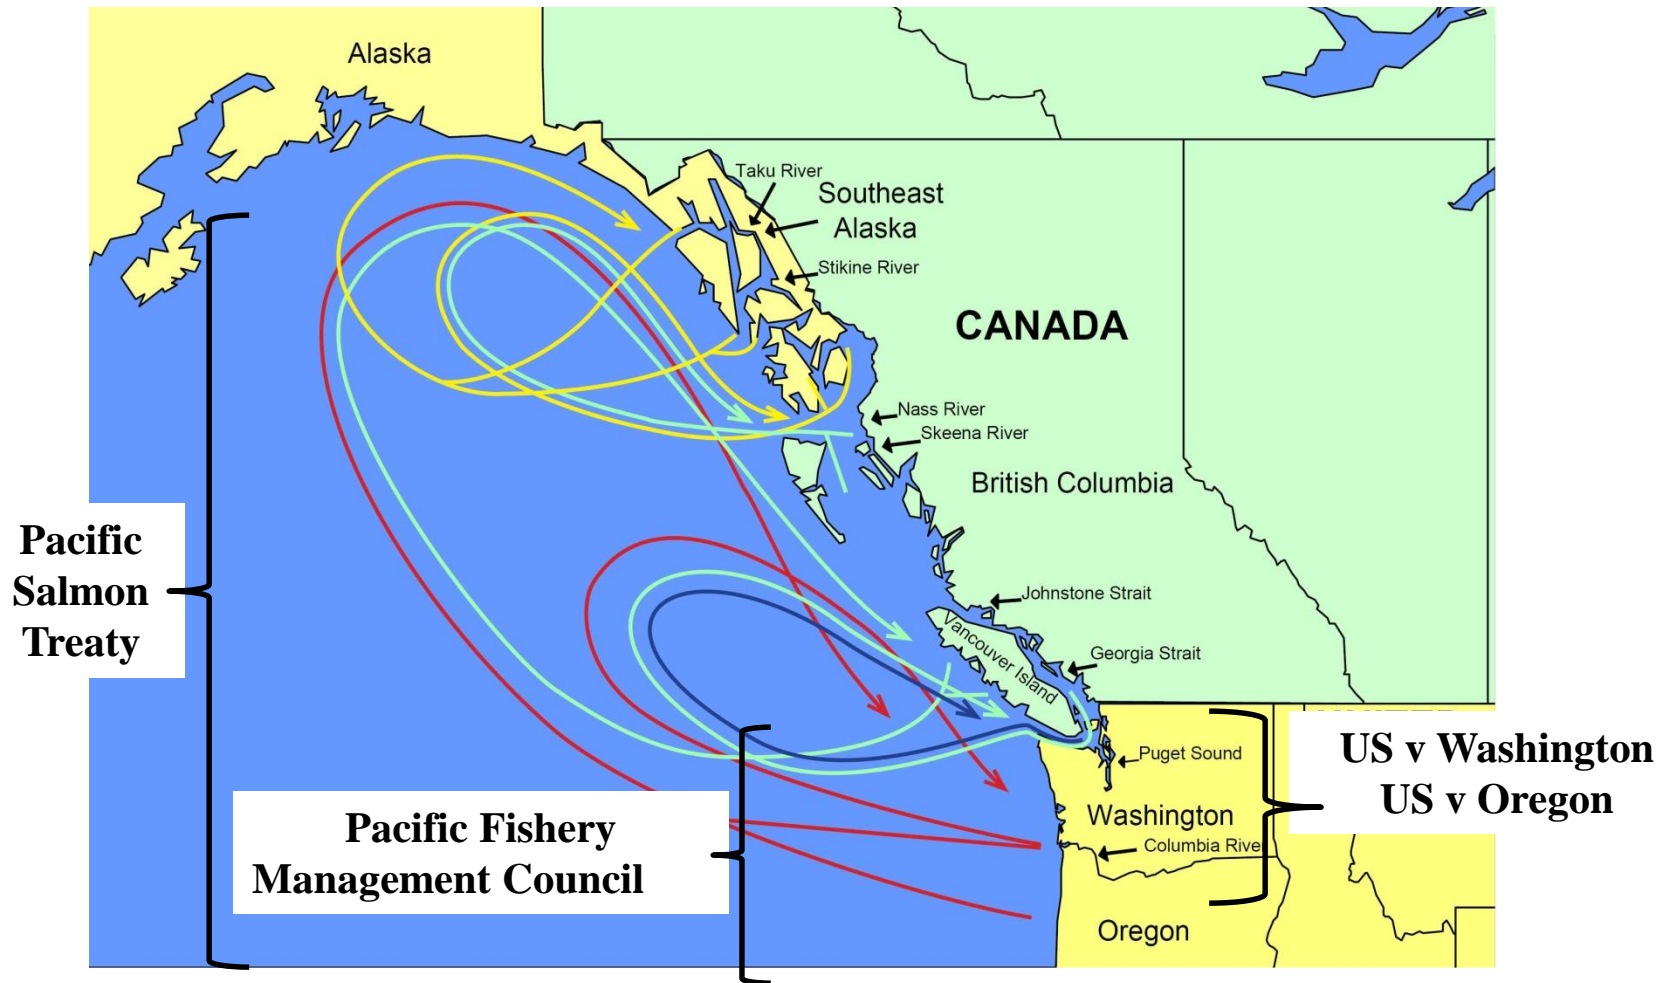 Alaska
Taku River
Southeast
Alaska
Stikine River
CANADA
Nass River
Skeena River
British Columbia
Pacific
Salmon
Treaty
Johnstone Strait
Vancouver Island
Georgia Strait
US v Washington
US v Oregon
Puget Sound
Washington
Columbia River
Pacific Fishery
Management Council
Oregon